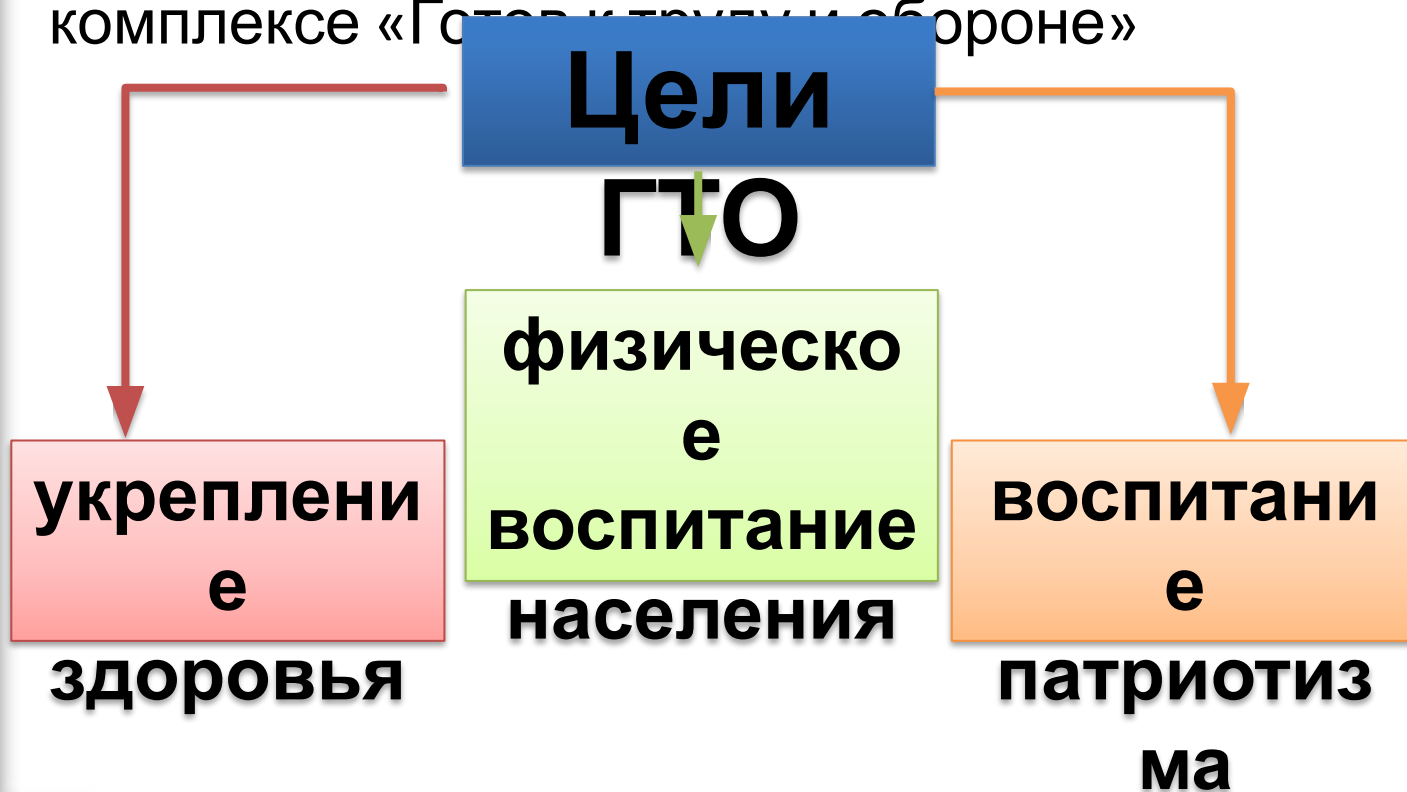 комплексе «Готов к труду и обороне»
Цели
ГТО
физическо
е
воспитание
населения
укреплени
е
здоровья
воспитани
е
патриотиз
ма